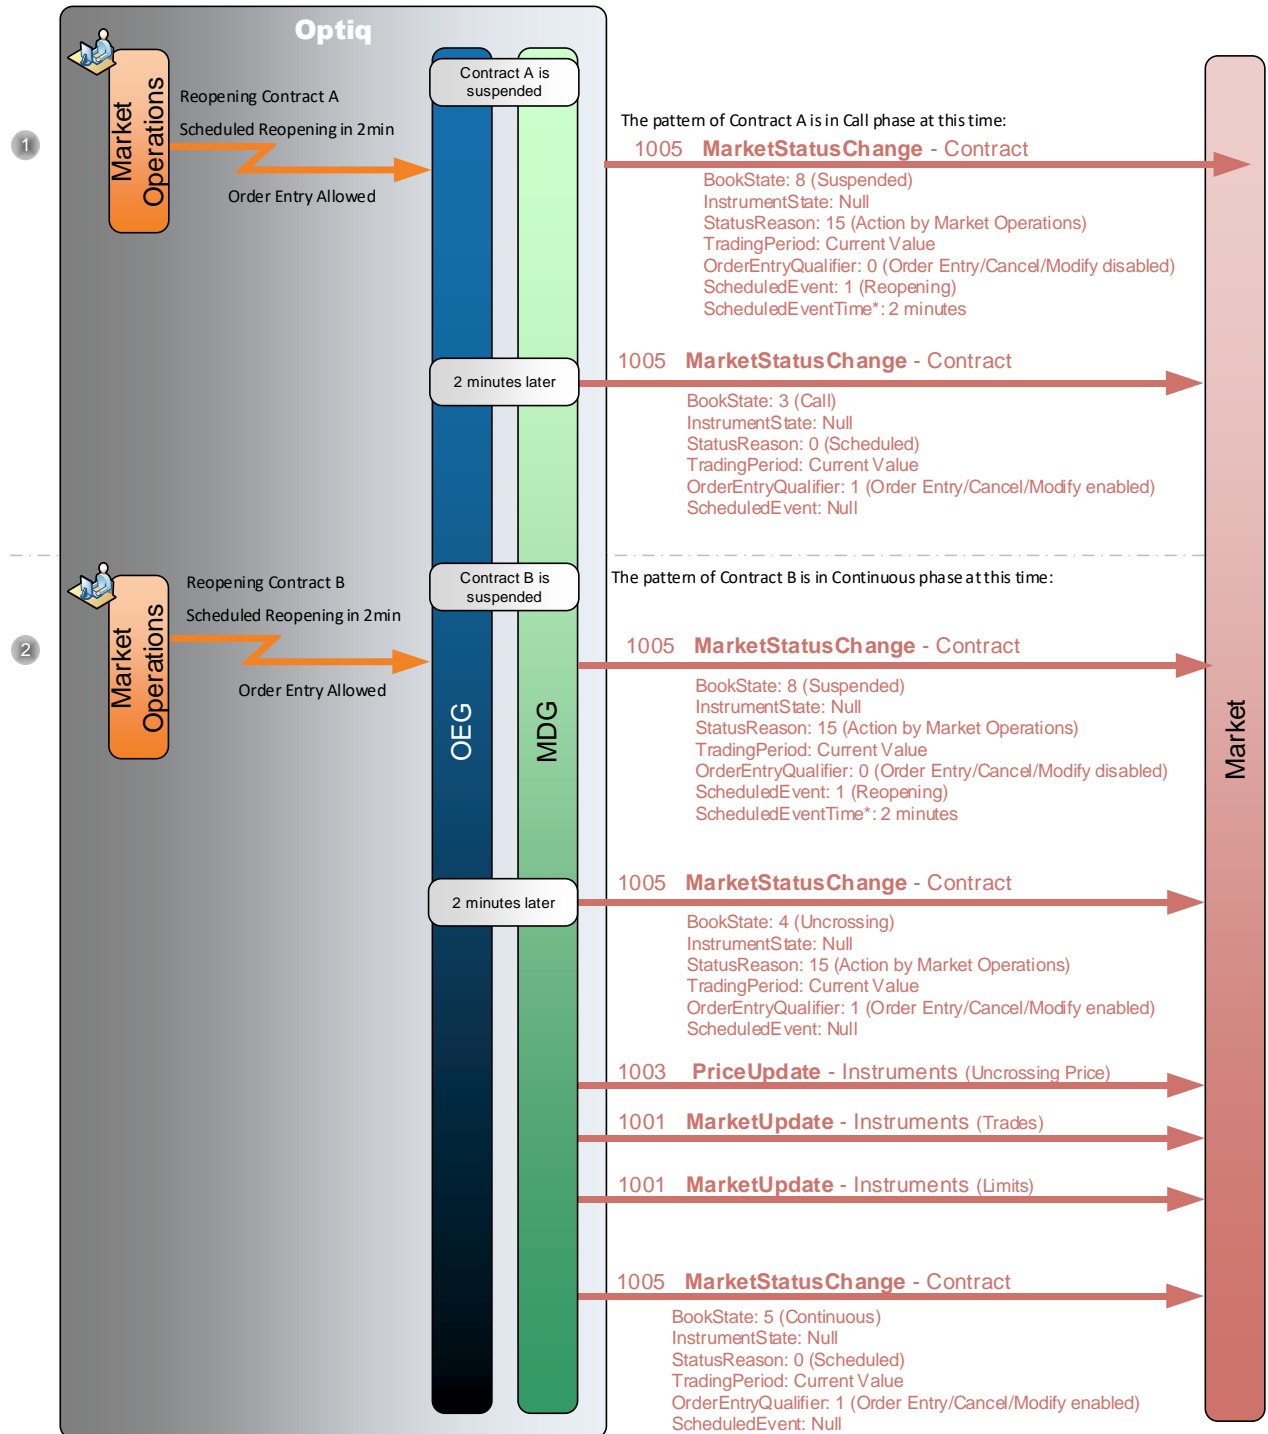 Optiq
Market
Operations
Reopening Contract A
Scheduled Reopening in 2min
Order Entry Allowed
Contract A is
suspended
1
The pattern of Contract A is in Call phase at this time:
1005 MarketStatusChange - Contract
BookState: 8 (Suspended)
InstrumentState: Null
StatusReason: 15 (Action by Market Operations)
TradingPeriod: Current Value
OrderEntryQualifier: 0 (Order Entry/Cancel/Modify disabled)
ScheduledEvent: 1 (Reopening)
ScheduledEventTime*: 2 minutes
2 minutes later
1005 MarketStatusChange - Contract
BookState: 3 (Call)
InstrumentState: Null
StatusReason: 0 (Scheduled)
TradingPeriod: Current Value
OrderEntryQualifier: 1 (Order Entry/Cancel/Modify enabled)
ScheduledEvent: Null
Market
Operations
Reopening Contract B
Scheduled Reopening in 2min
Order Entry Allowed
Contract B is
suspended
2
The pattern of Contract B is in Continuous phase at this time:
1005 MarketStatusChange - Contract
BookState: 8 (Suspended)
InstrumentState: Null
StatusReason: 15 (Action by Market Operations)
TradingPeriod: Current Value
OrderEntryQualifier: 0 (Order Entry/Cancel/Modify disabled)
ScheduledEvent: 1 (Reopening)
ScheduledEventTime*: 2 minutes
OEG
MDG
Market
2 minutes later
1005 MarketStatusChange - Contract
BookState: 4 (Uncrossing)
InstrumentState: Null
StatusReason: 15 (Action by Market Operations)
TradingPeriod: Current Value
OrderEntryQualifier: 1 (Order Entry/Cancel/Modify enabled)
ScheduledEvent: Null
1003 PriceUpdate - Instruments (Uncrossing Price)
1001 MarketUpdate - Instruments (Trades)
1001 MarketUpdate - Instruments (Limits)
1005 MarketStatusChange - Contract
BookState: 5 (Continuous)
InstrumentState: Null
StatusReason: 0 (Scheduled)
TradingPeriod: Current Value
OrderEntryQualifier: 1 (Order Entry/Cancel/Modify enabled)
ScheduledEvent: Null